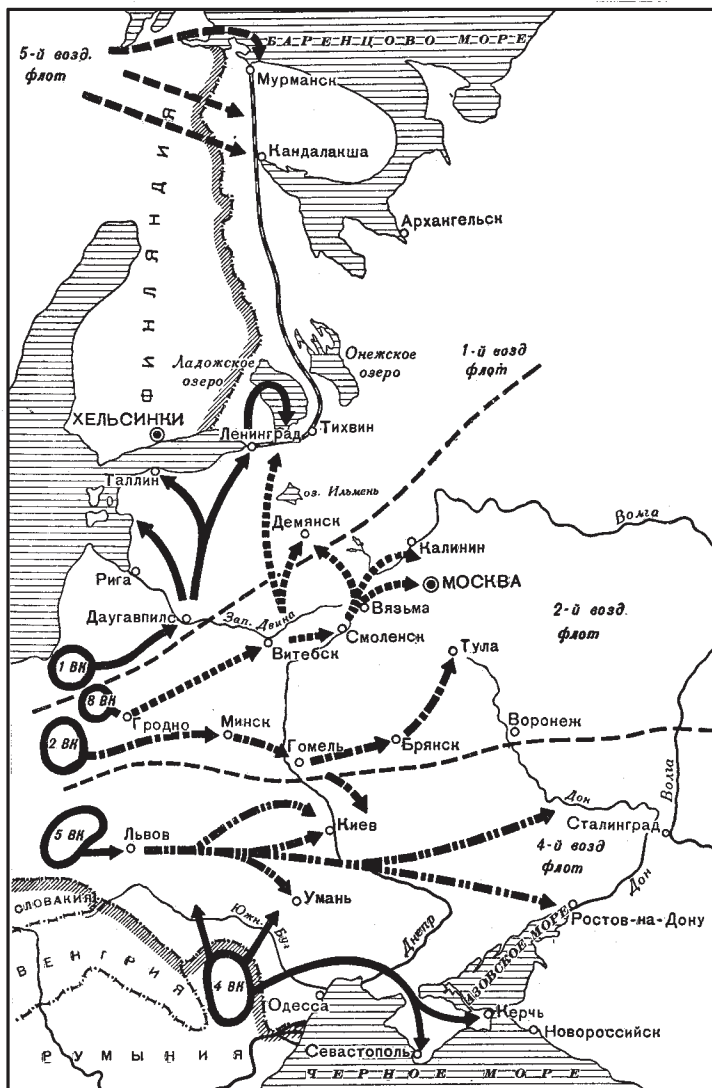 БАРЕНЦОВО МОРЕ
5-й возд.
флот
Мурманск
Кандалакша
Архангельск
ФИНЛЯНДИЯ
Онежское
озеро
Ладожское
озеро
1-й возд
флот
ХЕЛЬСИНКИ
Ленинград
Тихвин
Таллин
оз. Ильмень
Демянск
Волга
Калинин
Рига
МОСКВА
Даугавпилс
Зап. Двина
Вязьма
2-й возд.
флот
Смоленск
Витебск
Тула
1 ВК
8 ВК
Гродно
Минск
Воронеж
2 ВК
Гомель
Брянск
Волга
Дон
5 ВК
Львов
Киев
Сталинград
4-й возд
флот
Дон
СЛОВАКИЯ
Умань
Южн. Буг
Днепр
Ростов-на-Дону
ВЕНГРИЯ
АЗОВСКОЕ МОРЕ
4 ВК
Одесса
Керчь
Новороссийск
РУМЫНИЯ
Севастополь
ЧЕРНОЕ МОРЕ